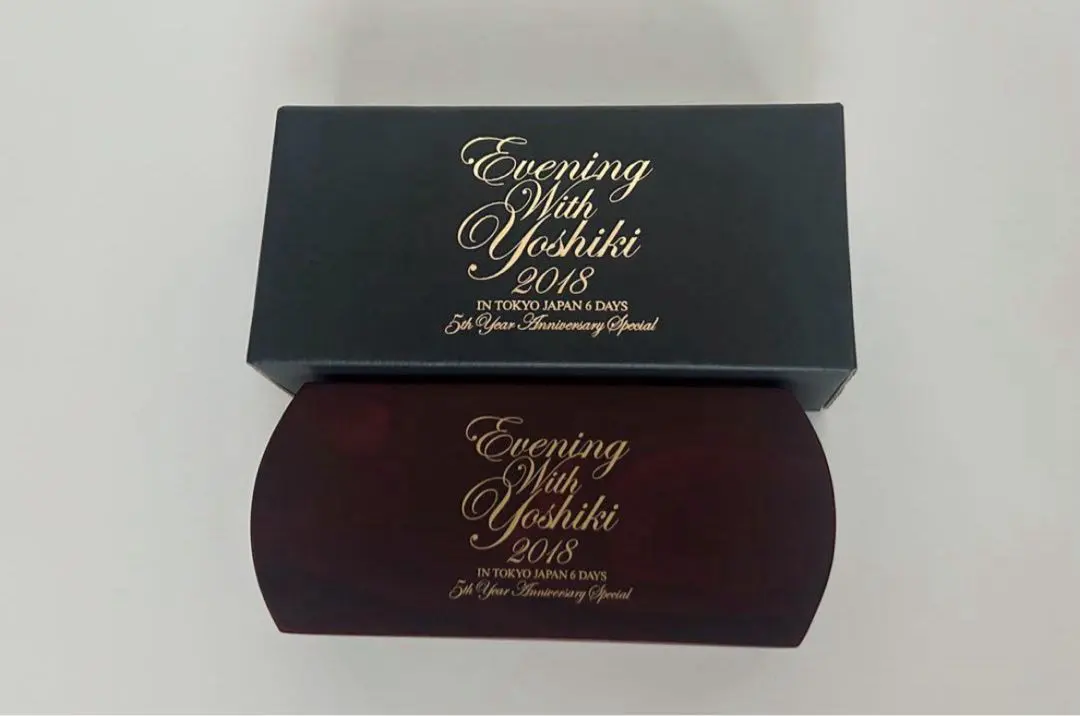 Evening
With
Yoshiki
2018
IN TOKYO JAPAN 6 DAYS
5th Year Anniversary Special
Evening
With
Yoshiki
2018
IN TOKYO JAPAN 6 DAYS
5th Year Anniversary Special